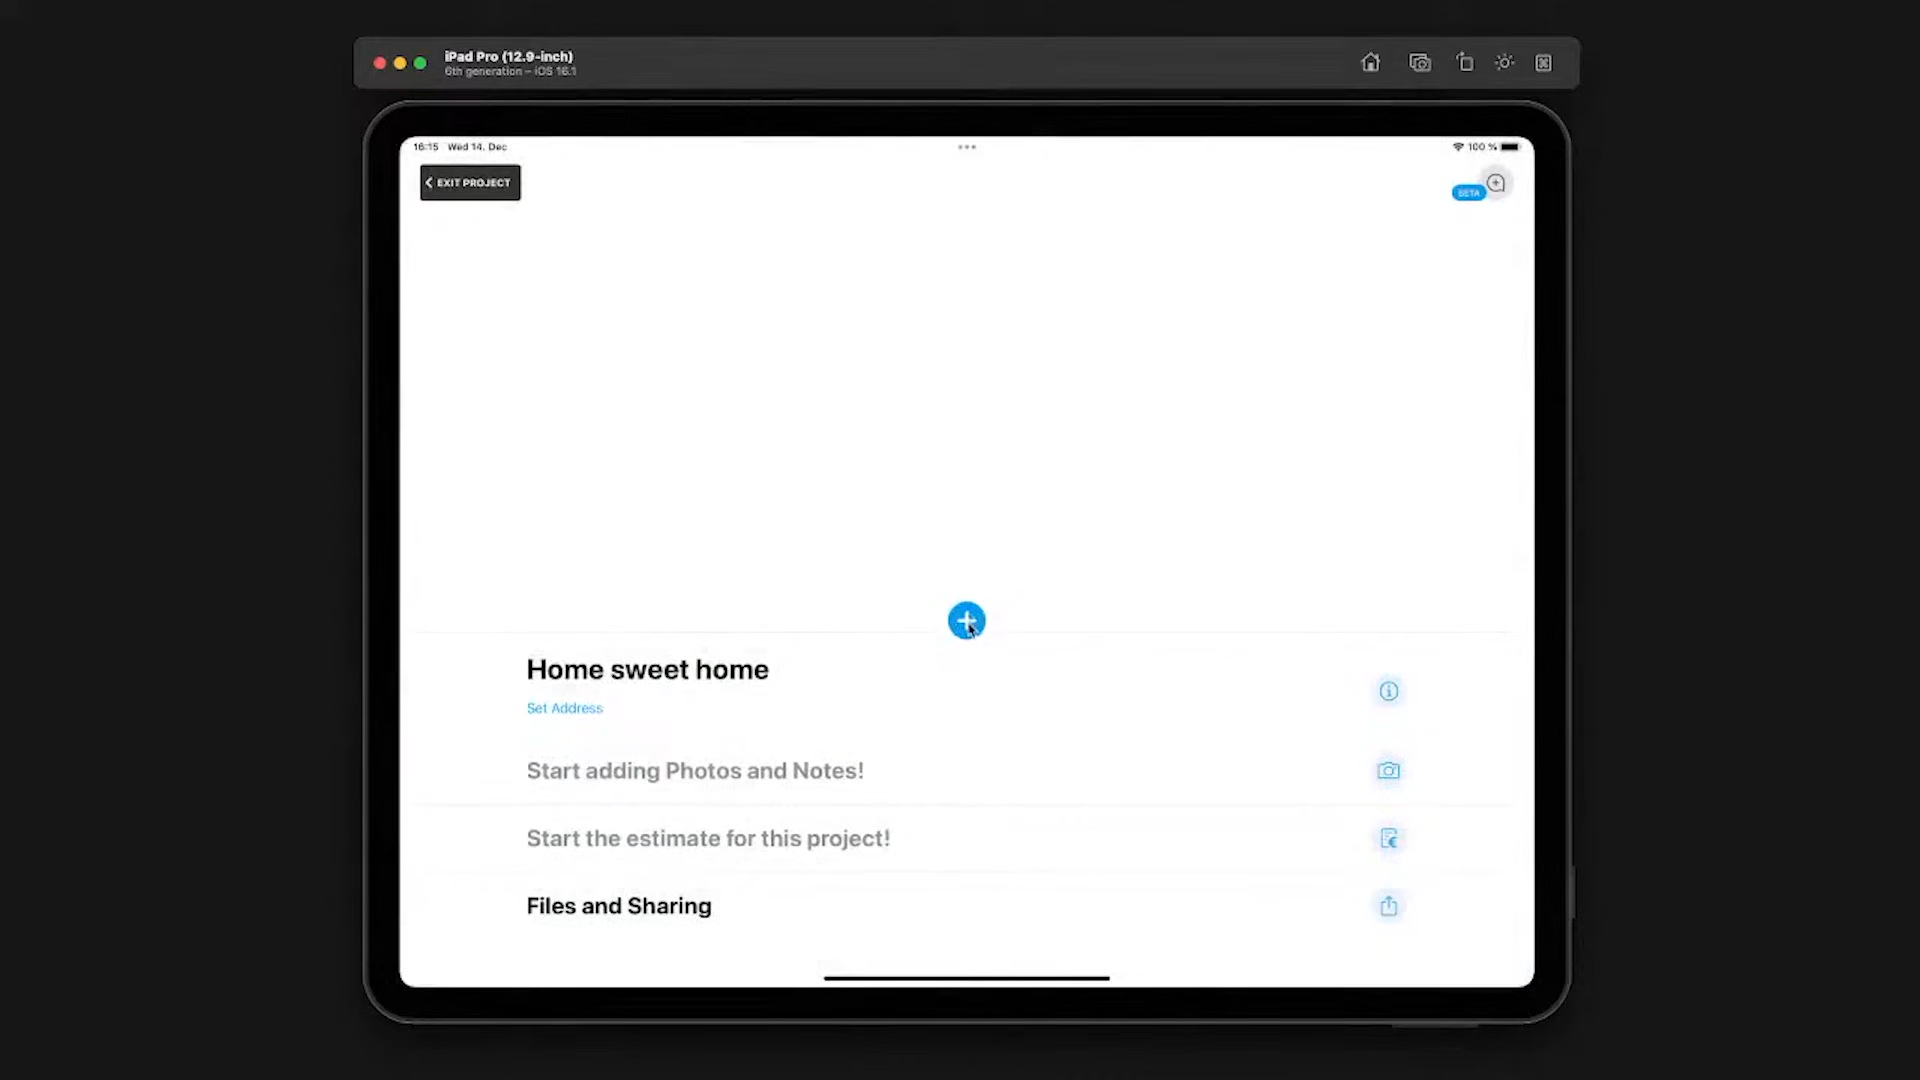 iPad Pro (12.9-inch)
6th generation – iOS 16.1
16:15 Wed 14. Dec
100 %
EXIT PROJECT
BETA
Home sweet home
Set Address
Start adding Photos and Notes!
Start the estimate for this project!
Files and Sharing